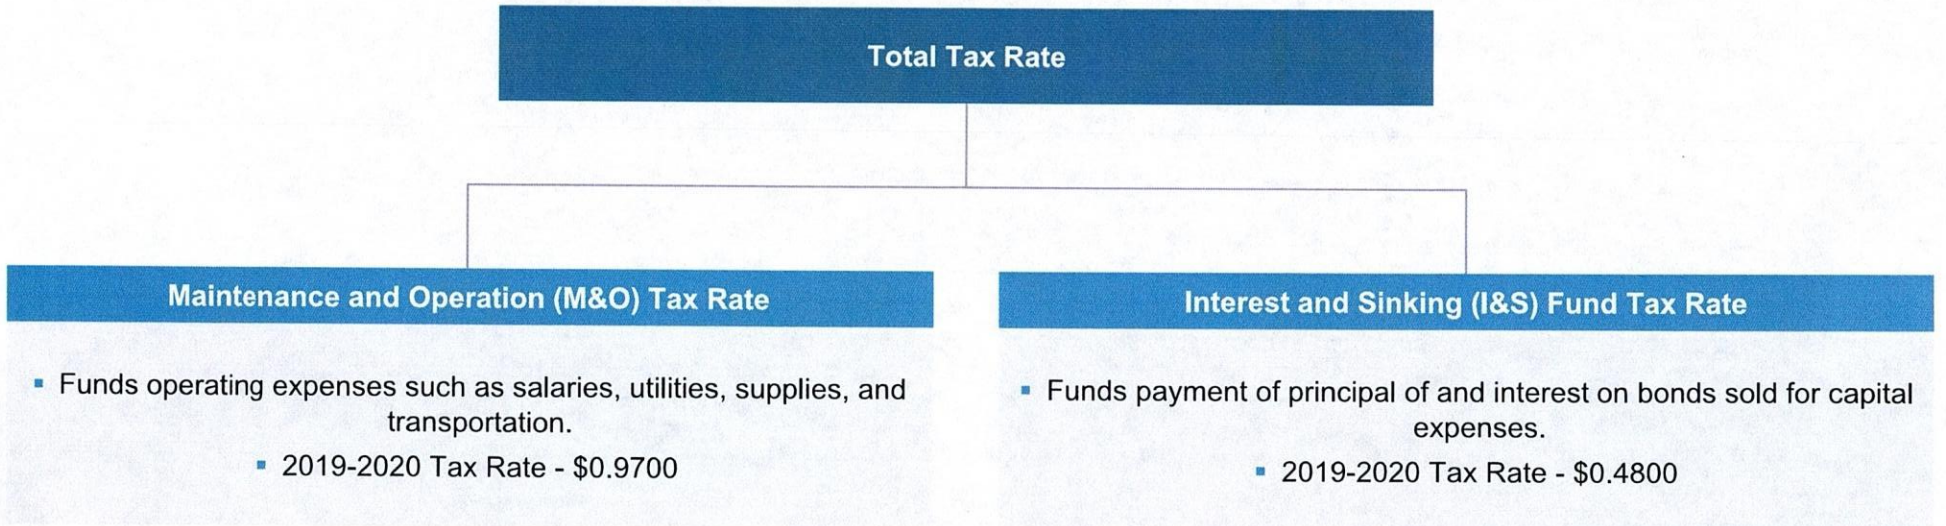 Total Tax Rate
Maintenance and Operation (M&O) Tax Rate
▪ Funds operating expenses such as salaries, utilities, supplies, and
transportation.
▪ 2019-2020 Tax Rate - $0.9700
Interest and Sinking (I&S) Fund Tax Rate
▪ Funds payment of principal of and interest on bonds sold for capital
expenses.
▪ 2019-2020 Tax Rate - $0.4800